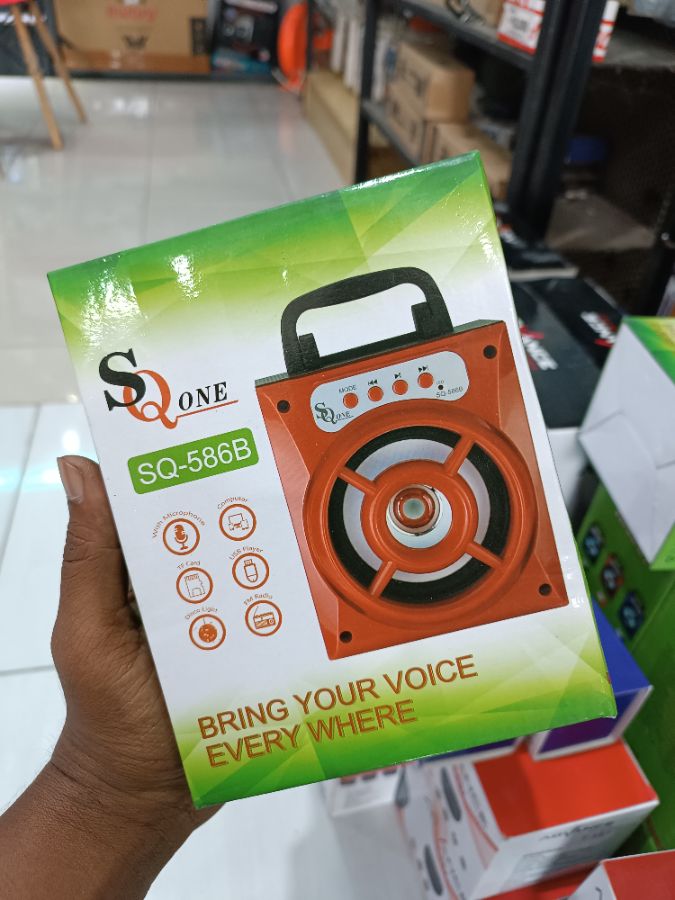 SQ ONE
SQ-586B
With Microphone
Computer
TF Card
USB Player
Disco Light
FM Radio
MODE
SQ ONE
SQ-586B
BRING YOUR VOICE
EVERY WHERE